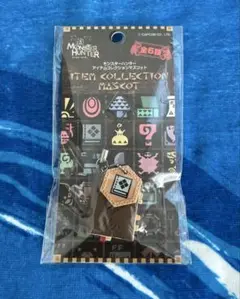 全6種
MONSTER HUNTER
モンスターハンター
アイテムコレクションマスコット
ITEM COLLECTION
MASCOT